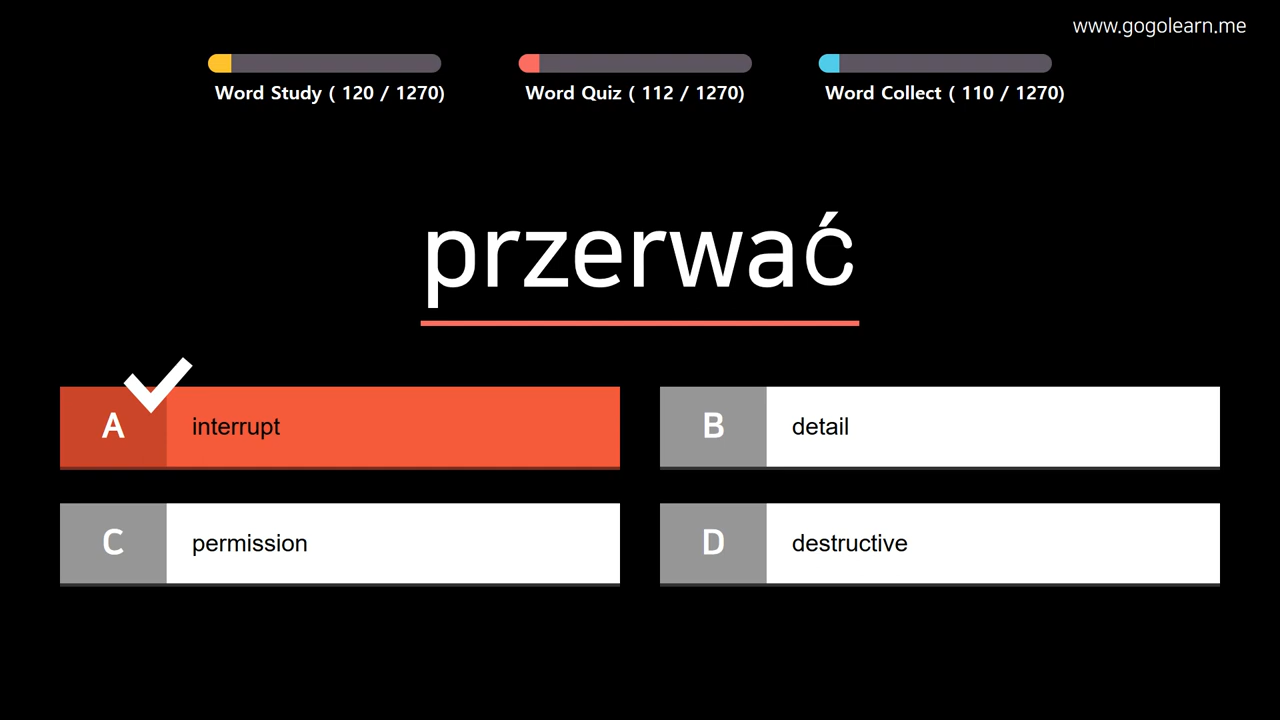 www.gogolearn.me
Word Study ( 120 / 1270)
Word Quiz ( 112 / 1270)
Word Collect ( 110 / 1270)
przerwać
A interrupt
B detail
C permission
D destructive